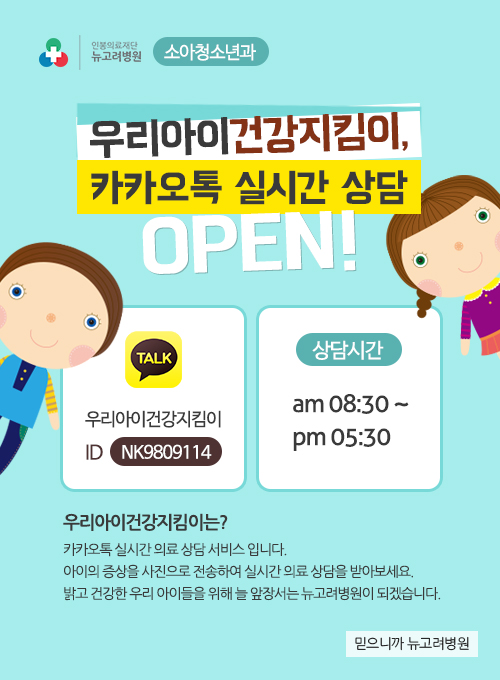 인봉의료재단
뉴고려병원
소아청소년과
우리아이건강지킴이,
카카오톡 실시간 상담
OPEN!
TALK
우리아이건강지킴이
ID NK9809114
상담시간
am 08:30 ~
pm 05:30
우리아이건강지킴이는?
카카오톡 실시간 의료 상담 서비스 입니다.
아이의 증상을 사진으로 전송하여 실시간 의료 상담을 받아보세요.
밝고 건강한 우리 아이들을 위해 늘 앞장서는 뉴고려병원이 되겠습니다.
믿으니까 뉴고려병원